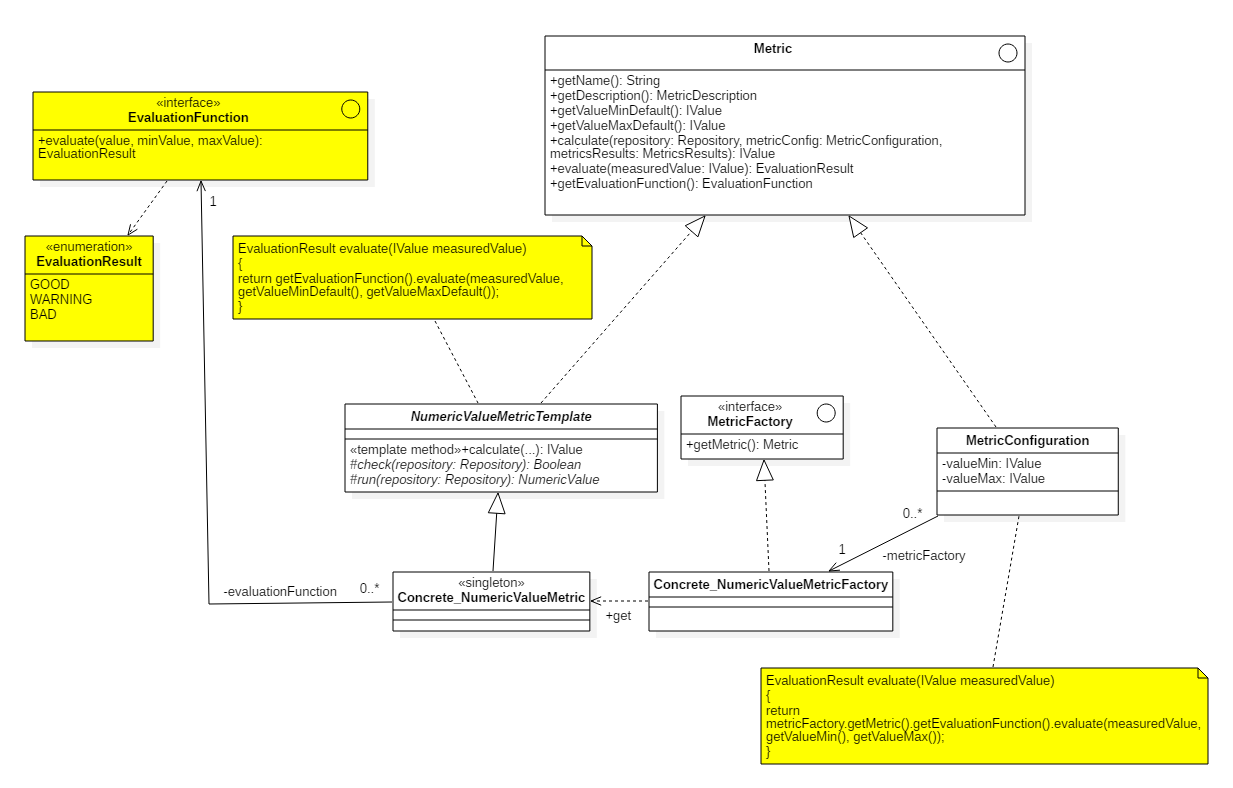 Metric
+getName(): String
+getDescription(): MetricDescription
+getValueMinDefault(): IValue
+getValueMaxDefault(): IValue
+calculate(repository: Repository, metricConfig: MetricConfiguration,
metricsResults: MetricsResults): IValue
+evaluate(measuredValue: IValue): EvaluationResult
+getEvaluationFunction(): EvaluationFunction
«interface»
EvaluationFunction
+evaluate(value, minValue, maxValue):
EvaluationResult
1
«enumeration»
EvaluationResult
GOOD
WARNING
BAD
EvaluationResult evaluate(IValue measuredValue)
{
return getEvaluationFunction().evaluate(measuredValue,
getValueMinDefault(), getValueMaxDefault());
}
NumericValueMetricTemplate
«template method»+calculate(...): IValue
#check(repository: Repository): Boolean
#run(repository: Repository): NumericValue
«interface»
MetricFactory
+getMetric(): Metric
MetricConfiguration
-valueMin: IValue
-valueMax: IValue
0..*
1
-metricFactory
-evaluationFunction
0..*
«singleton»
Concrete_NumericValueMetric
+get
Concrete_NumericValueMetricFactory
EvaluationResult evaluate(IValue measuredValue)
{
return
metricFactory.getMetric().getEvaluationFunction().evaluate(measuredValue,
getValueMin(), getValueMax());
}